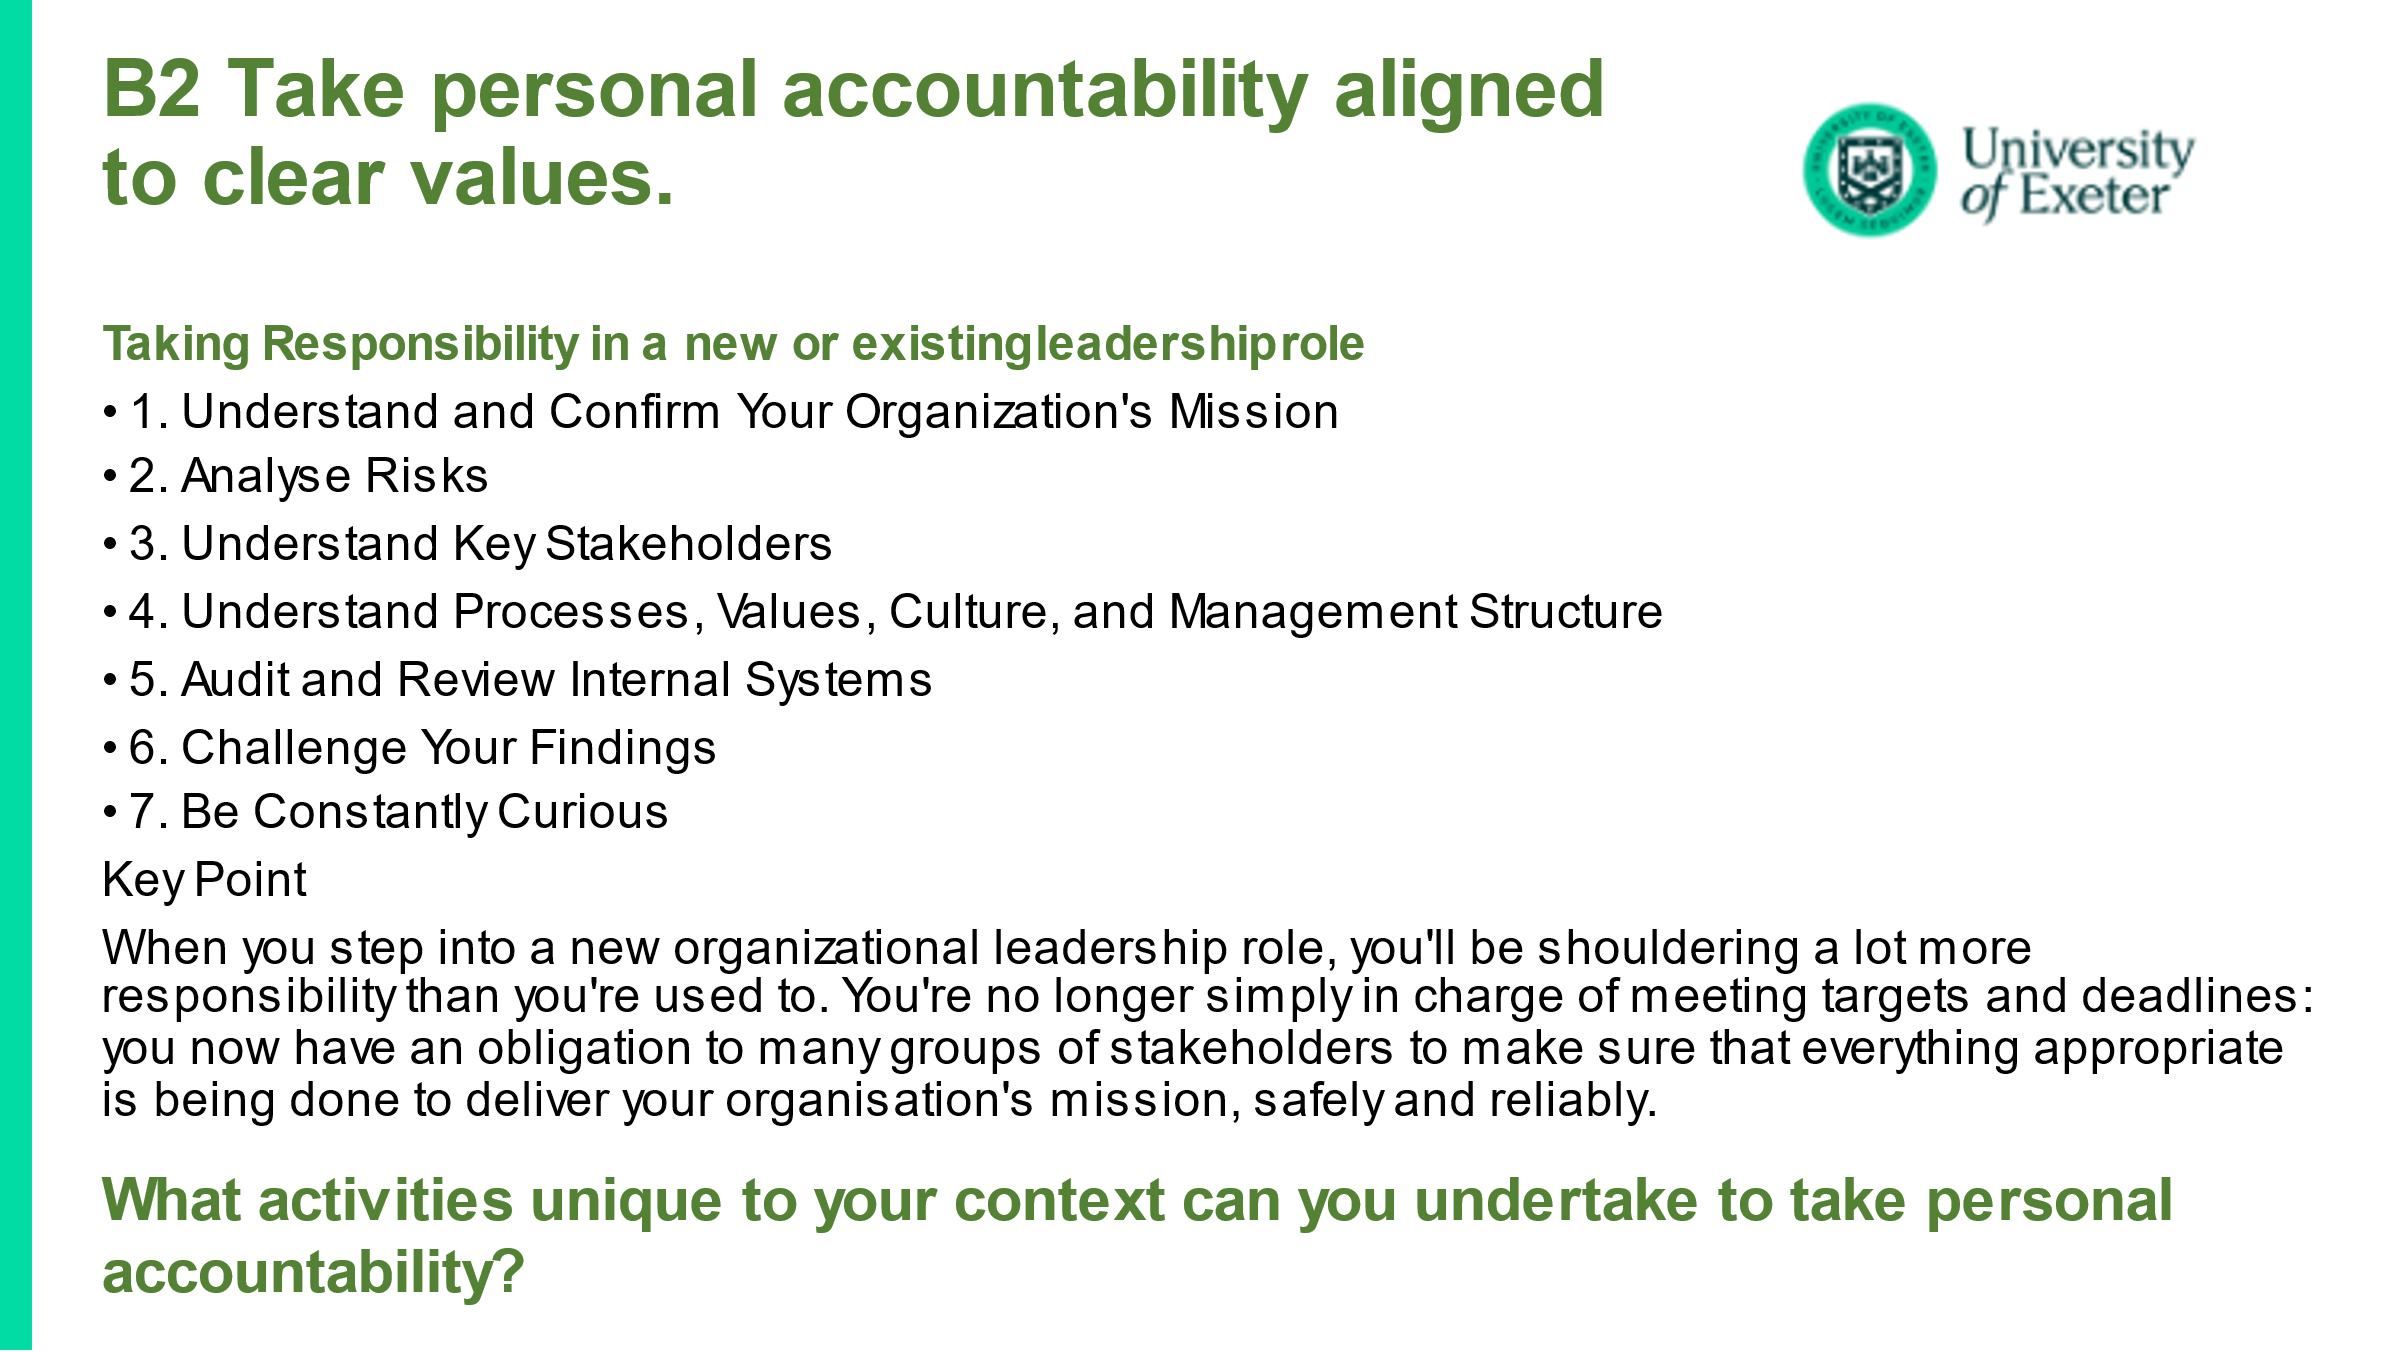 B2 Take personal accountability aligned
to clear values.
University
of Exeter
Taking Responsibility in a new or existing leadership role
• 1. Understand and Confirm Your Organization's Mission
• 2. Analyse Risks
• 3. Understand Key Stakeholders
• 4. Understand Processes, Values, Culture, and Management Structure
• 5. Audit and Review Internal Systems
• 6. Challenge Your Findings
• 7. Be Constantly Curious
Key Point
When you step into a new organizational leadership role, you'll be shouldering a lot more
responsibility than you're used to. You're no longer simply in charge of meeting targets and deadlines:
you now have an obligation to many groups of stakeholders to make sure that everything appropriate
is being done to deliver your organisation's mission, safely and reliably.
What activities unique to your context can you undertake to take personal
accountability?